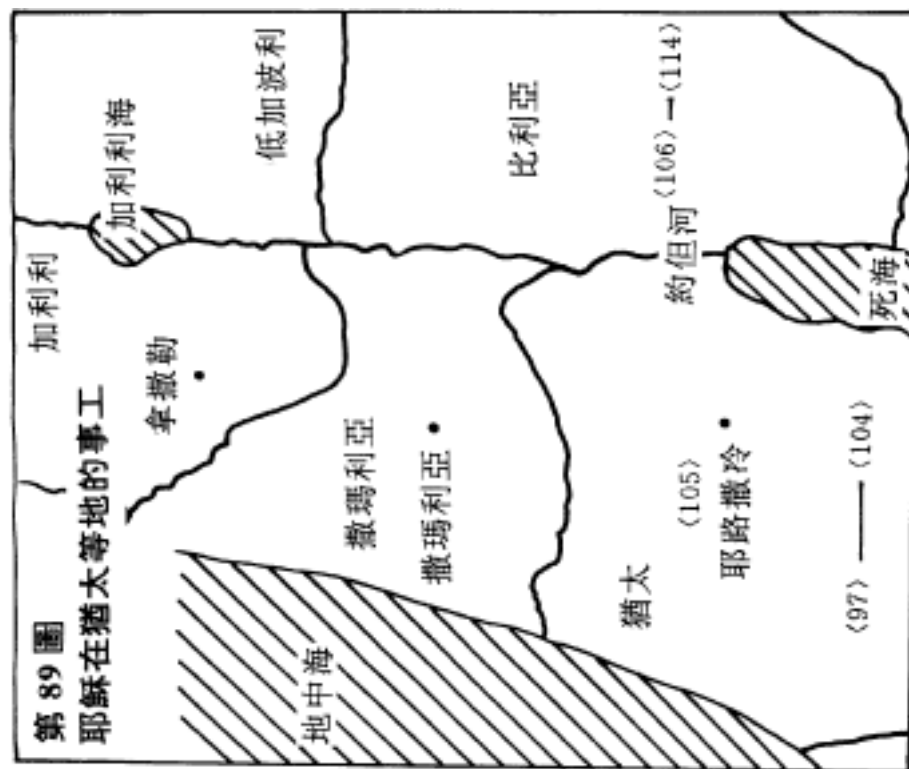 第 89 圖
耶穌在猶太等地的事工
加利利
加利利海
拿撒勒
低加波利
撒瑪利亞
撒瑪利亞
地中海
比利亞
猶太
〈105〉
耶路撒冷
約但河
〈106〉→〈114〉
〈97〉——〈104〉
死海